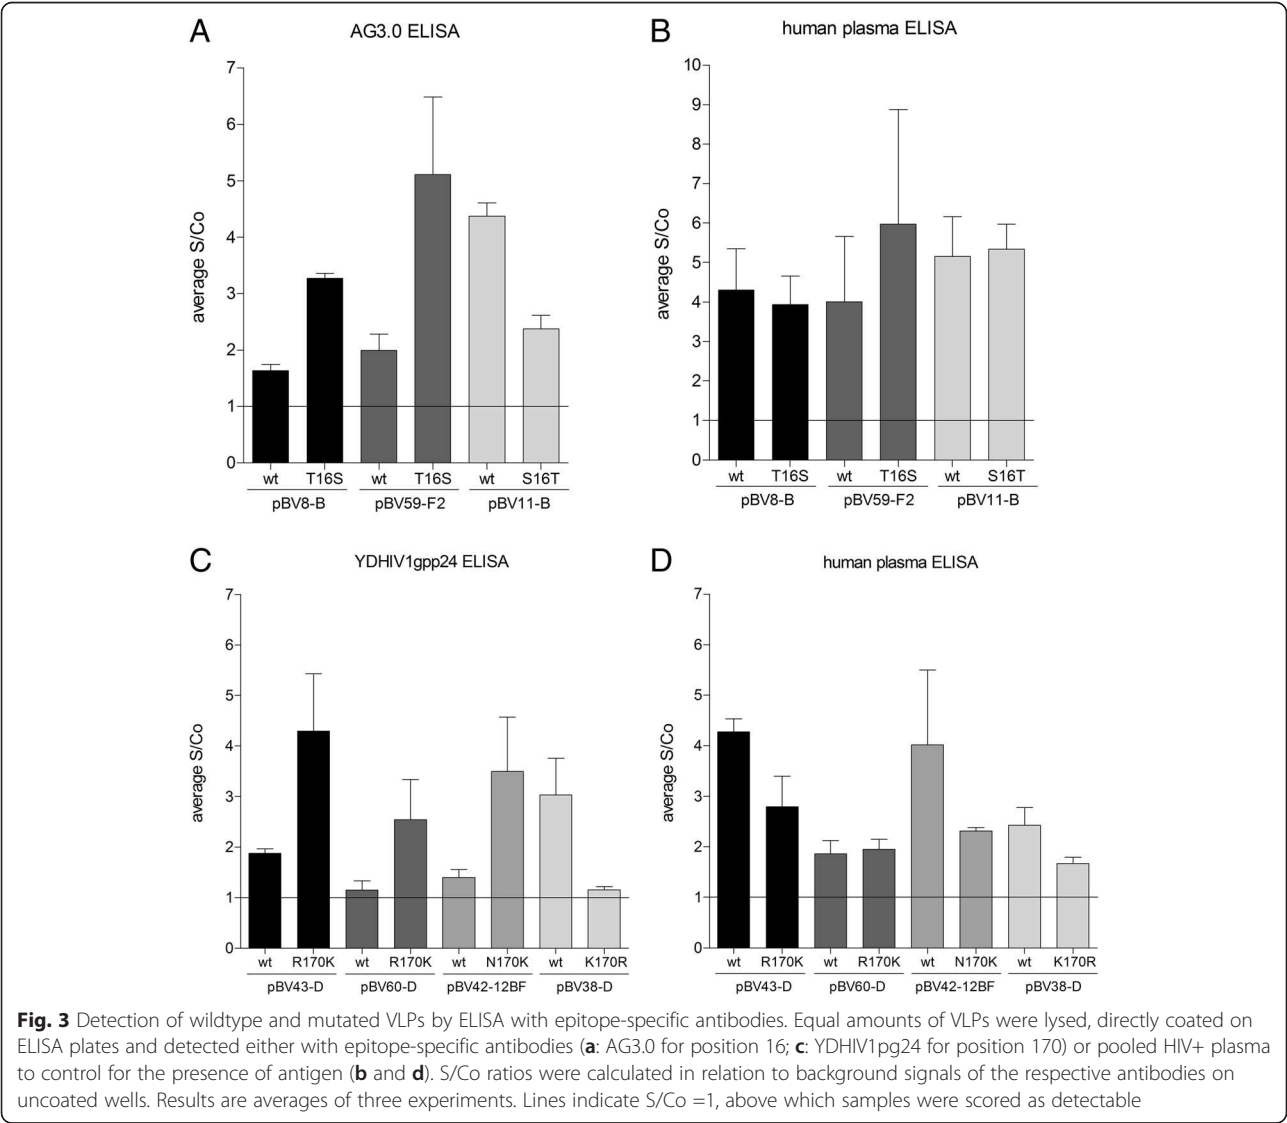 A
AG3.0 ELISA
average S/Co
7
6
5
4
3
2
1
0
wt T16S wt T16S wt S16T
pBV8-B pBV59-F2 pBV11-B
B
human plasma ELISA
average S/Co
10
9
8
7
6
5
4
3
2
1
0
wt T16S wt T16S wt S16T
pBV8-B pBV59-F2 pBV11-B
C
YDHIV1gpp24 ELISA
average S/Co
7
6
5
4
3
2
1
0
wt R170K wt R170K wt N170K wt K170R
pBV43-D pBV60-D pBV42-12BF pBV38-D
D
human plasma ELISA
average S/Co
7
6
5
4
3
2
1
0
wt R170K wt R170K wt N170K wt K170R
pBV43-D pBV60-D pBV42-12BF pBV38-D
Fig. 3 Detection of wildtype and mutated VLPs by ELISA with epitope-specific antibodies. Equal amounts of VLPs were lysed, directly coated on
ELISA plates and detected either with epitope-specific antibodies (a: AG3.0 for position 16; c: YDHIV1pg24 for position 170) or pooled HIV+ plasma
to control for the presence of antigen (b and d). S/Co ratios were calculated in relation to background signals of the respective antibodies on
uncoated wells. Results are averages of three experiments. Lines indicate S/Co =1, above which samples were scored as detectable